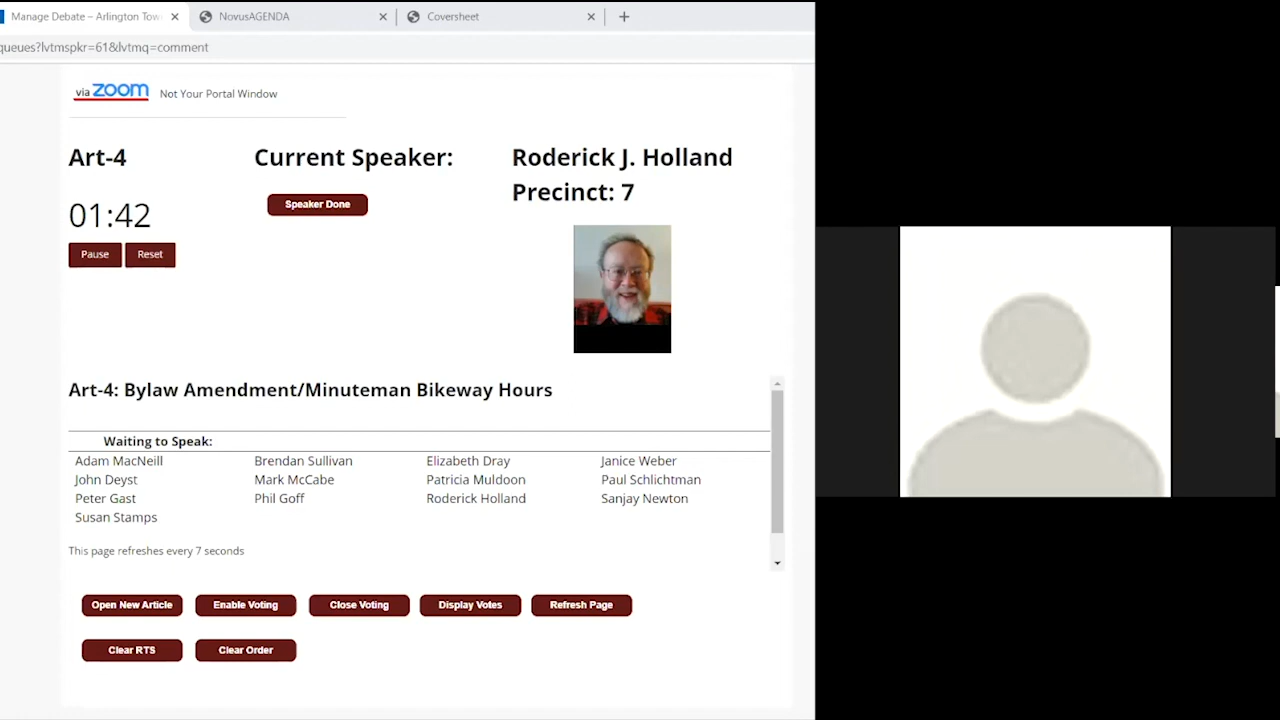 Manage Debate – Arlington Tow
NovusAGENDA
Coversheet
queues?lvtmspkr=61&lvtmq=comment
via zoom Not Your Portal Window
Art-4 Current Speaker: Roderick J. Holland
Precinct: 7
01:42
Speaker Done
Pause Reset
Art-4: Bylaw Amendment/Minuteman Bikeway Hours
Waiting to Speak:
Adam MacNeill Brendan Sullivan Elizabeth Dray Janice Weber
John Deyst Mark McCabe Patricia Muldoon Paul Schlichtman
Peter Gast Phil Goff Roderick Holland Sanjay Newton
Susan Stamps
This page refreshes every 7 seconds
Open New Article Enable Voting Close Voting Display Votes Refresh Page
Clear RTS Clear Order